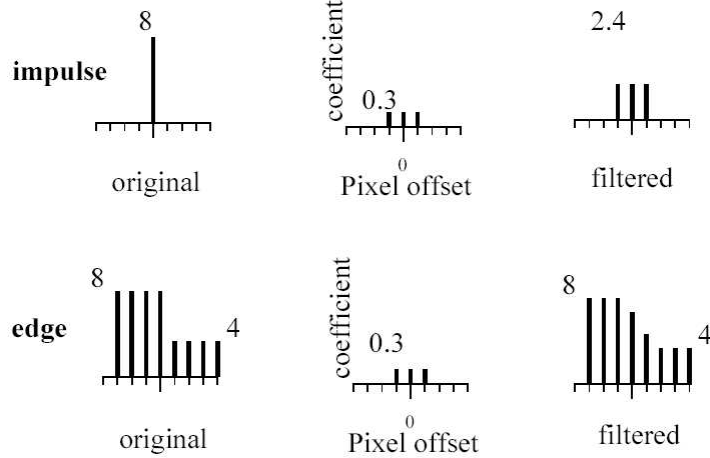 impulse
8
original
coefficient
0.3
0
Pixel offset
2.4
filtered
edge
8
4
original
coefficient
0.3
0
Pixel offset
8
4
filtered